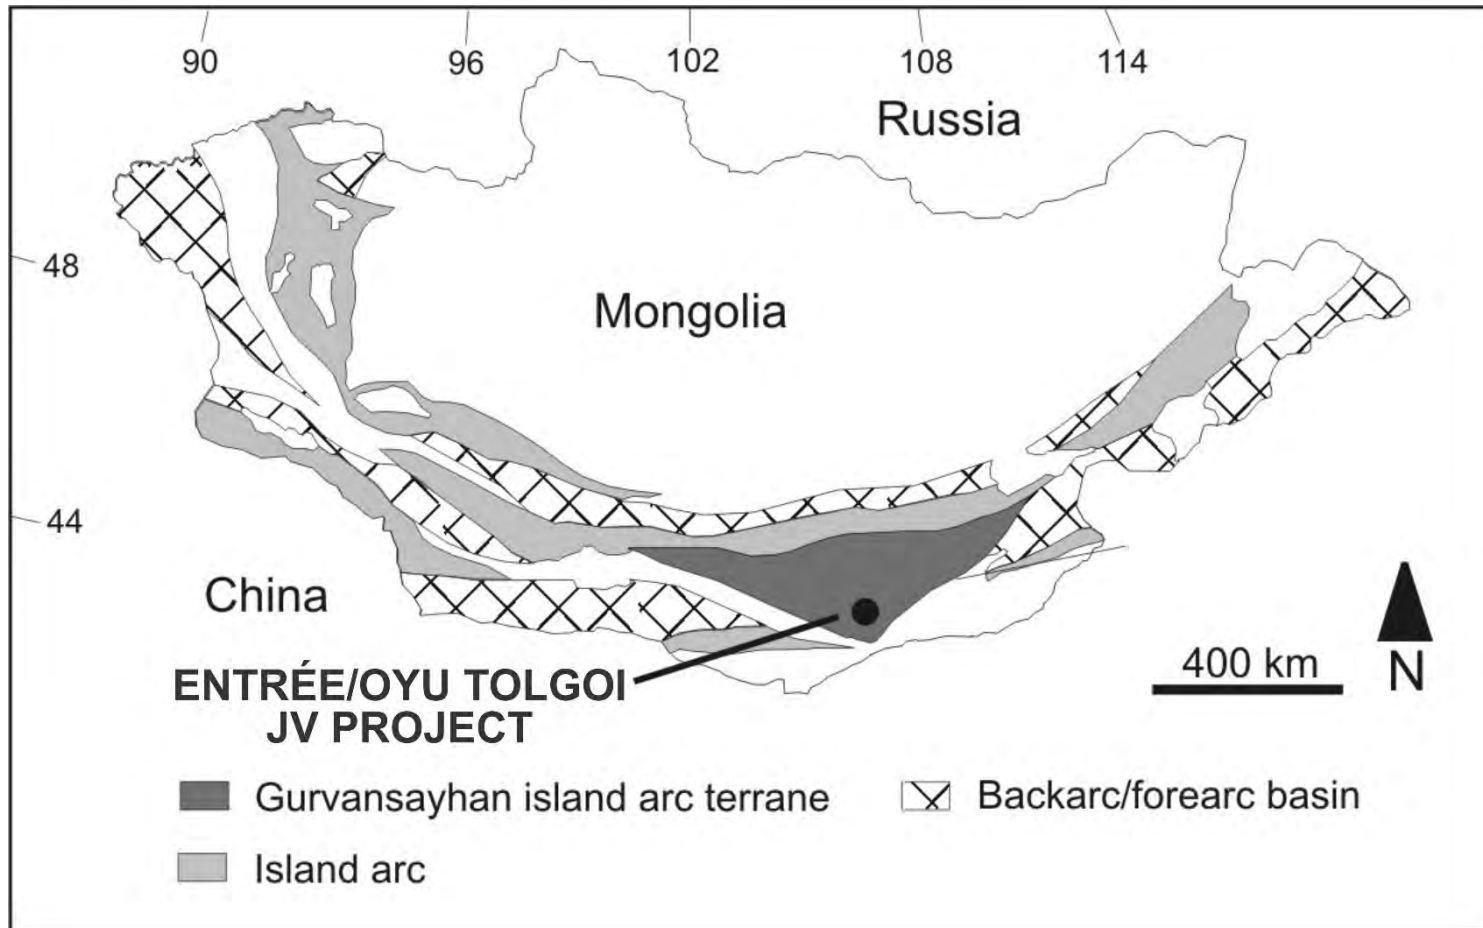 90 96 102 108 114
Russia
48
Mongolia
44
China
400 km
N
ENTRÉE/OYU TOLGOI
JV PROJECT
Gurvansayhan island arc terrane
Backarc/forearc basin
Island arc